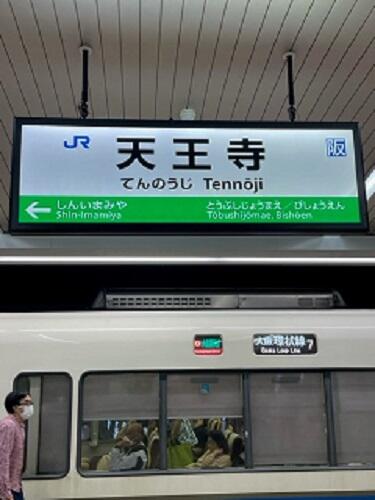 JR 天王寺 阪
てんのうじ Tennōji
しんいまみや とうぶしじょうまえ／びしょうえん
Shin-Imamiya Tōbushijōmae, Bishōen
大阪環状線 7
Osaka Loop Line